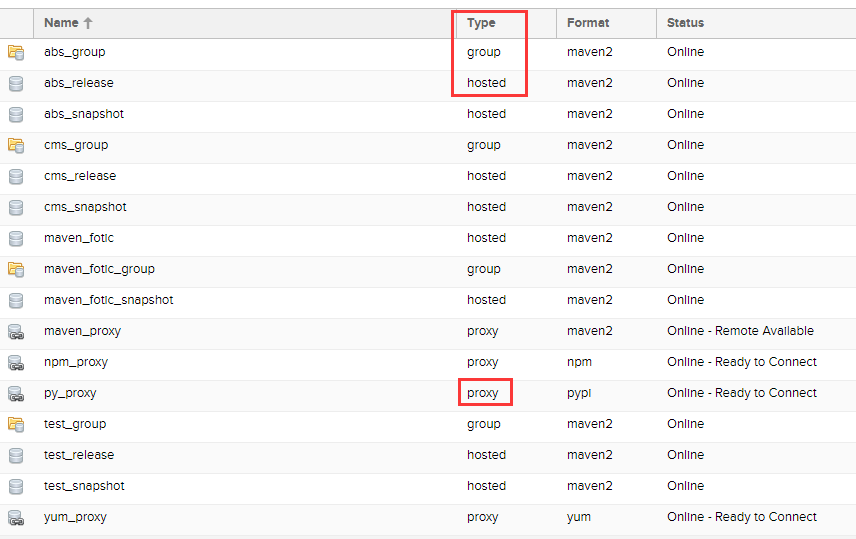 Name Type Format Status
abs_group group maven2 Online
abs_release hosted maven2 Online
abs_snapshot hosted maven2 Online
cms_group group maven2 Online
cms_release hosted maven2 Online
cms_snapshot hosted maven2 Online
maven_fotic hosted maven2 Online
maven_fotic_group group maven2 Online
maven_fotic_snapshot hosted maven2 Online
maven_proxy proxy maven2 Online - Remote Available
npm_proxy proxy npm Online - Ready to Connect
py_proxy proxy pypi Online - Ready to Connect
test_group group maven2 Online
test_release hosted maven2 Online
test_snapshot hosted maven2 Online
yum_proxy proxy yum Online - Ready to Connect